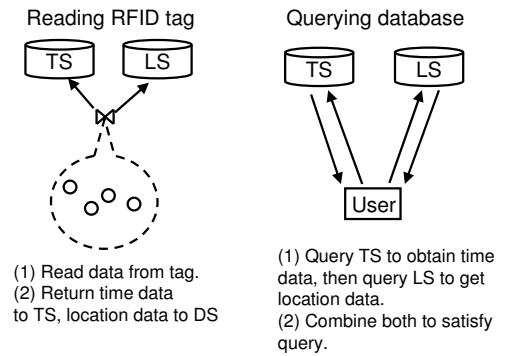 Reading RFID tag
TS
LS
(1) Read data from tag.
(2) Return time data
to TS, location data to DS
Querying database
TS
LS
User
(1) Query TS to obtain time
data, then query LS to get
location data.
(2) Combine both to satisfy
query.